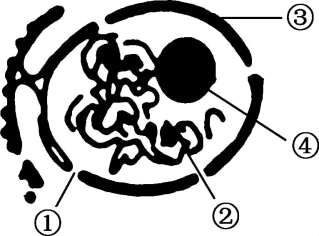 ③
④
②
①